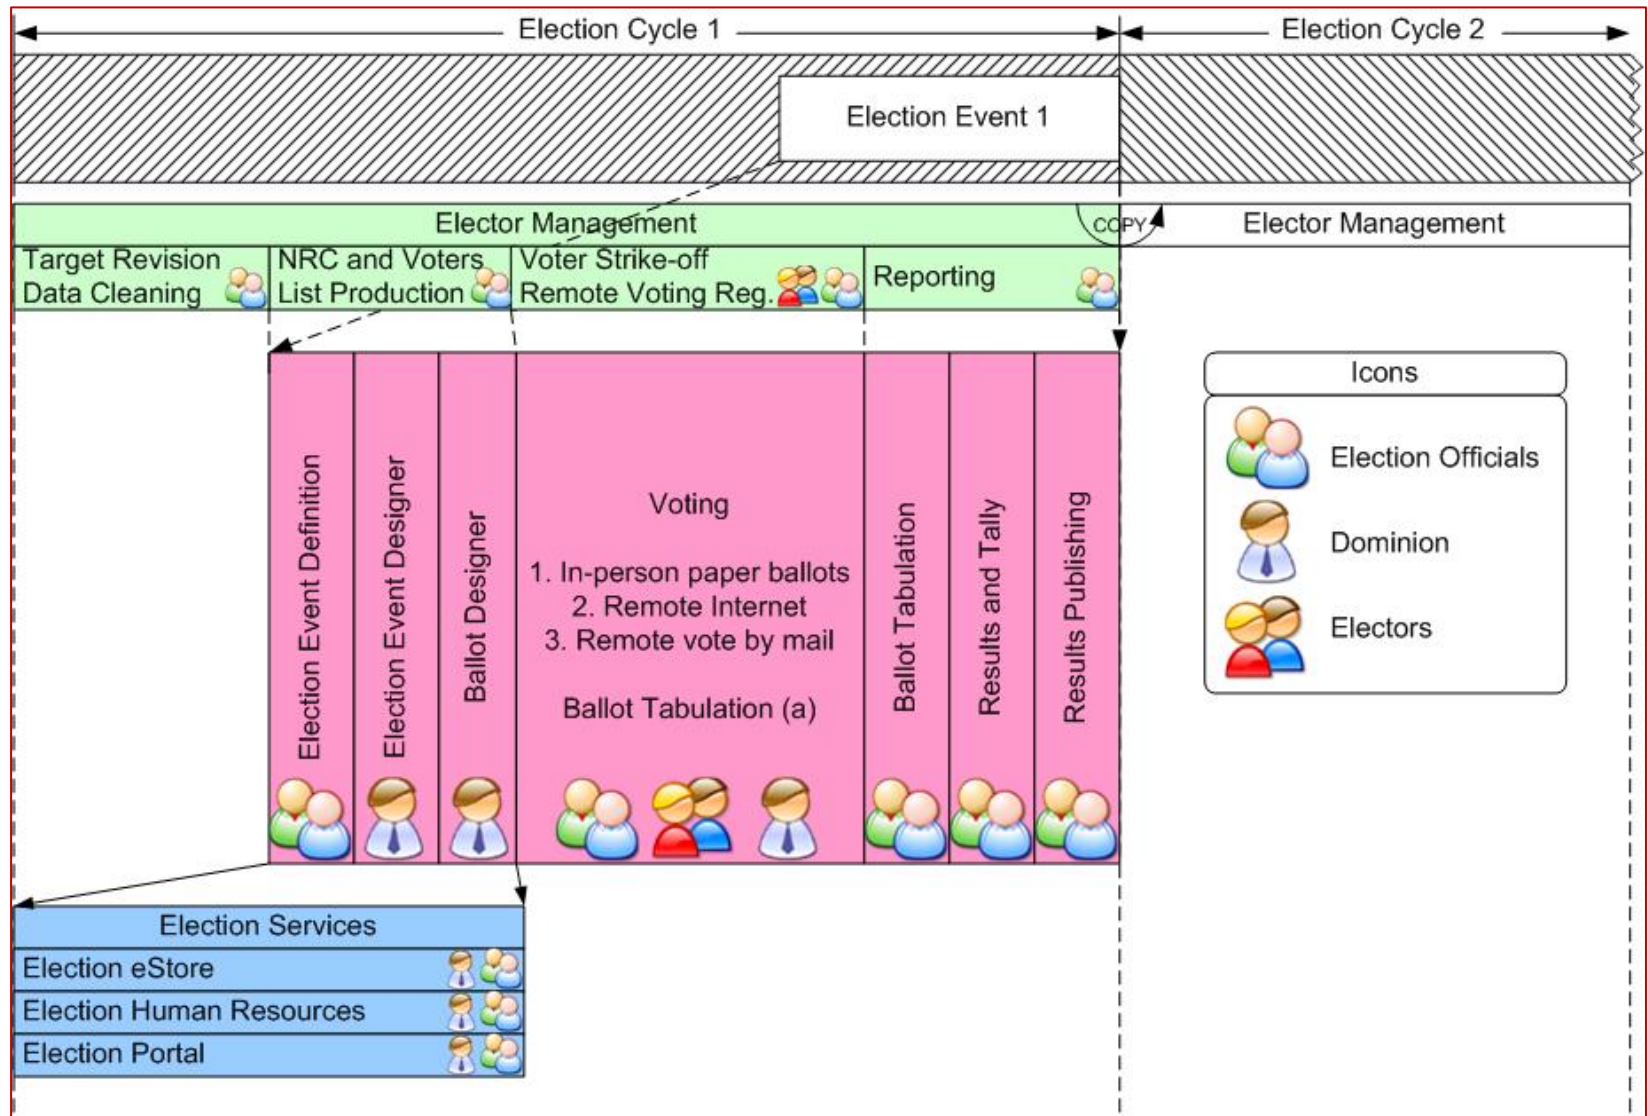 Election Cycle 1
Election Cycle 2
Election Event 1
Elector Management
COPY
Elector Management
Target Revision
Data Cleaning
NRC and Voters
List Production
Voter Strike-off
Remote Voting Reg.
Reporting
Election Event Definition
Election Event Designer
Ballot Designer
Voting
1. In-person paper ballots
2. Remote Internet
3. Remote vote by mail
Ballot Tabulation (a)
Ballot Tabulation
Results and Tally
Results Publishing
Icons
Election Officials
Dominion
Electors
Election Services
Election eStore
Election Human Resources
Election Portal